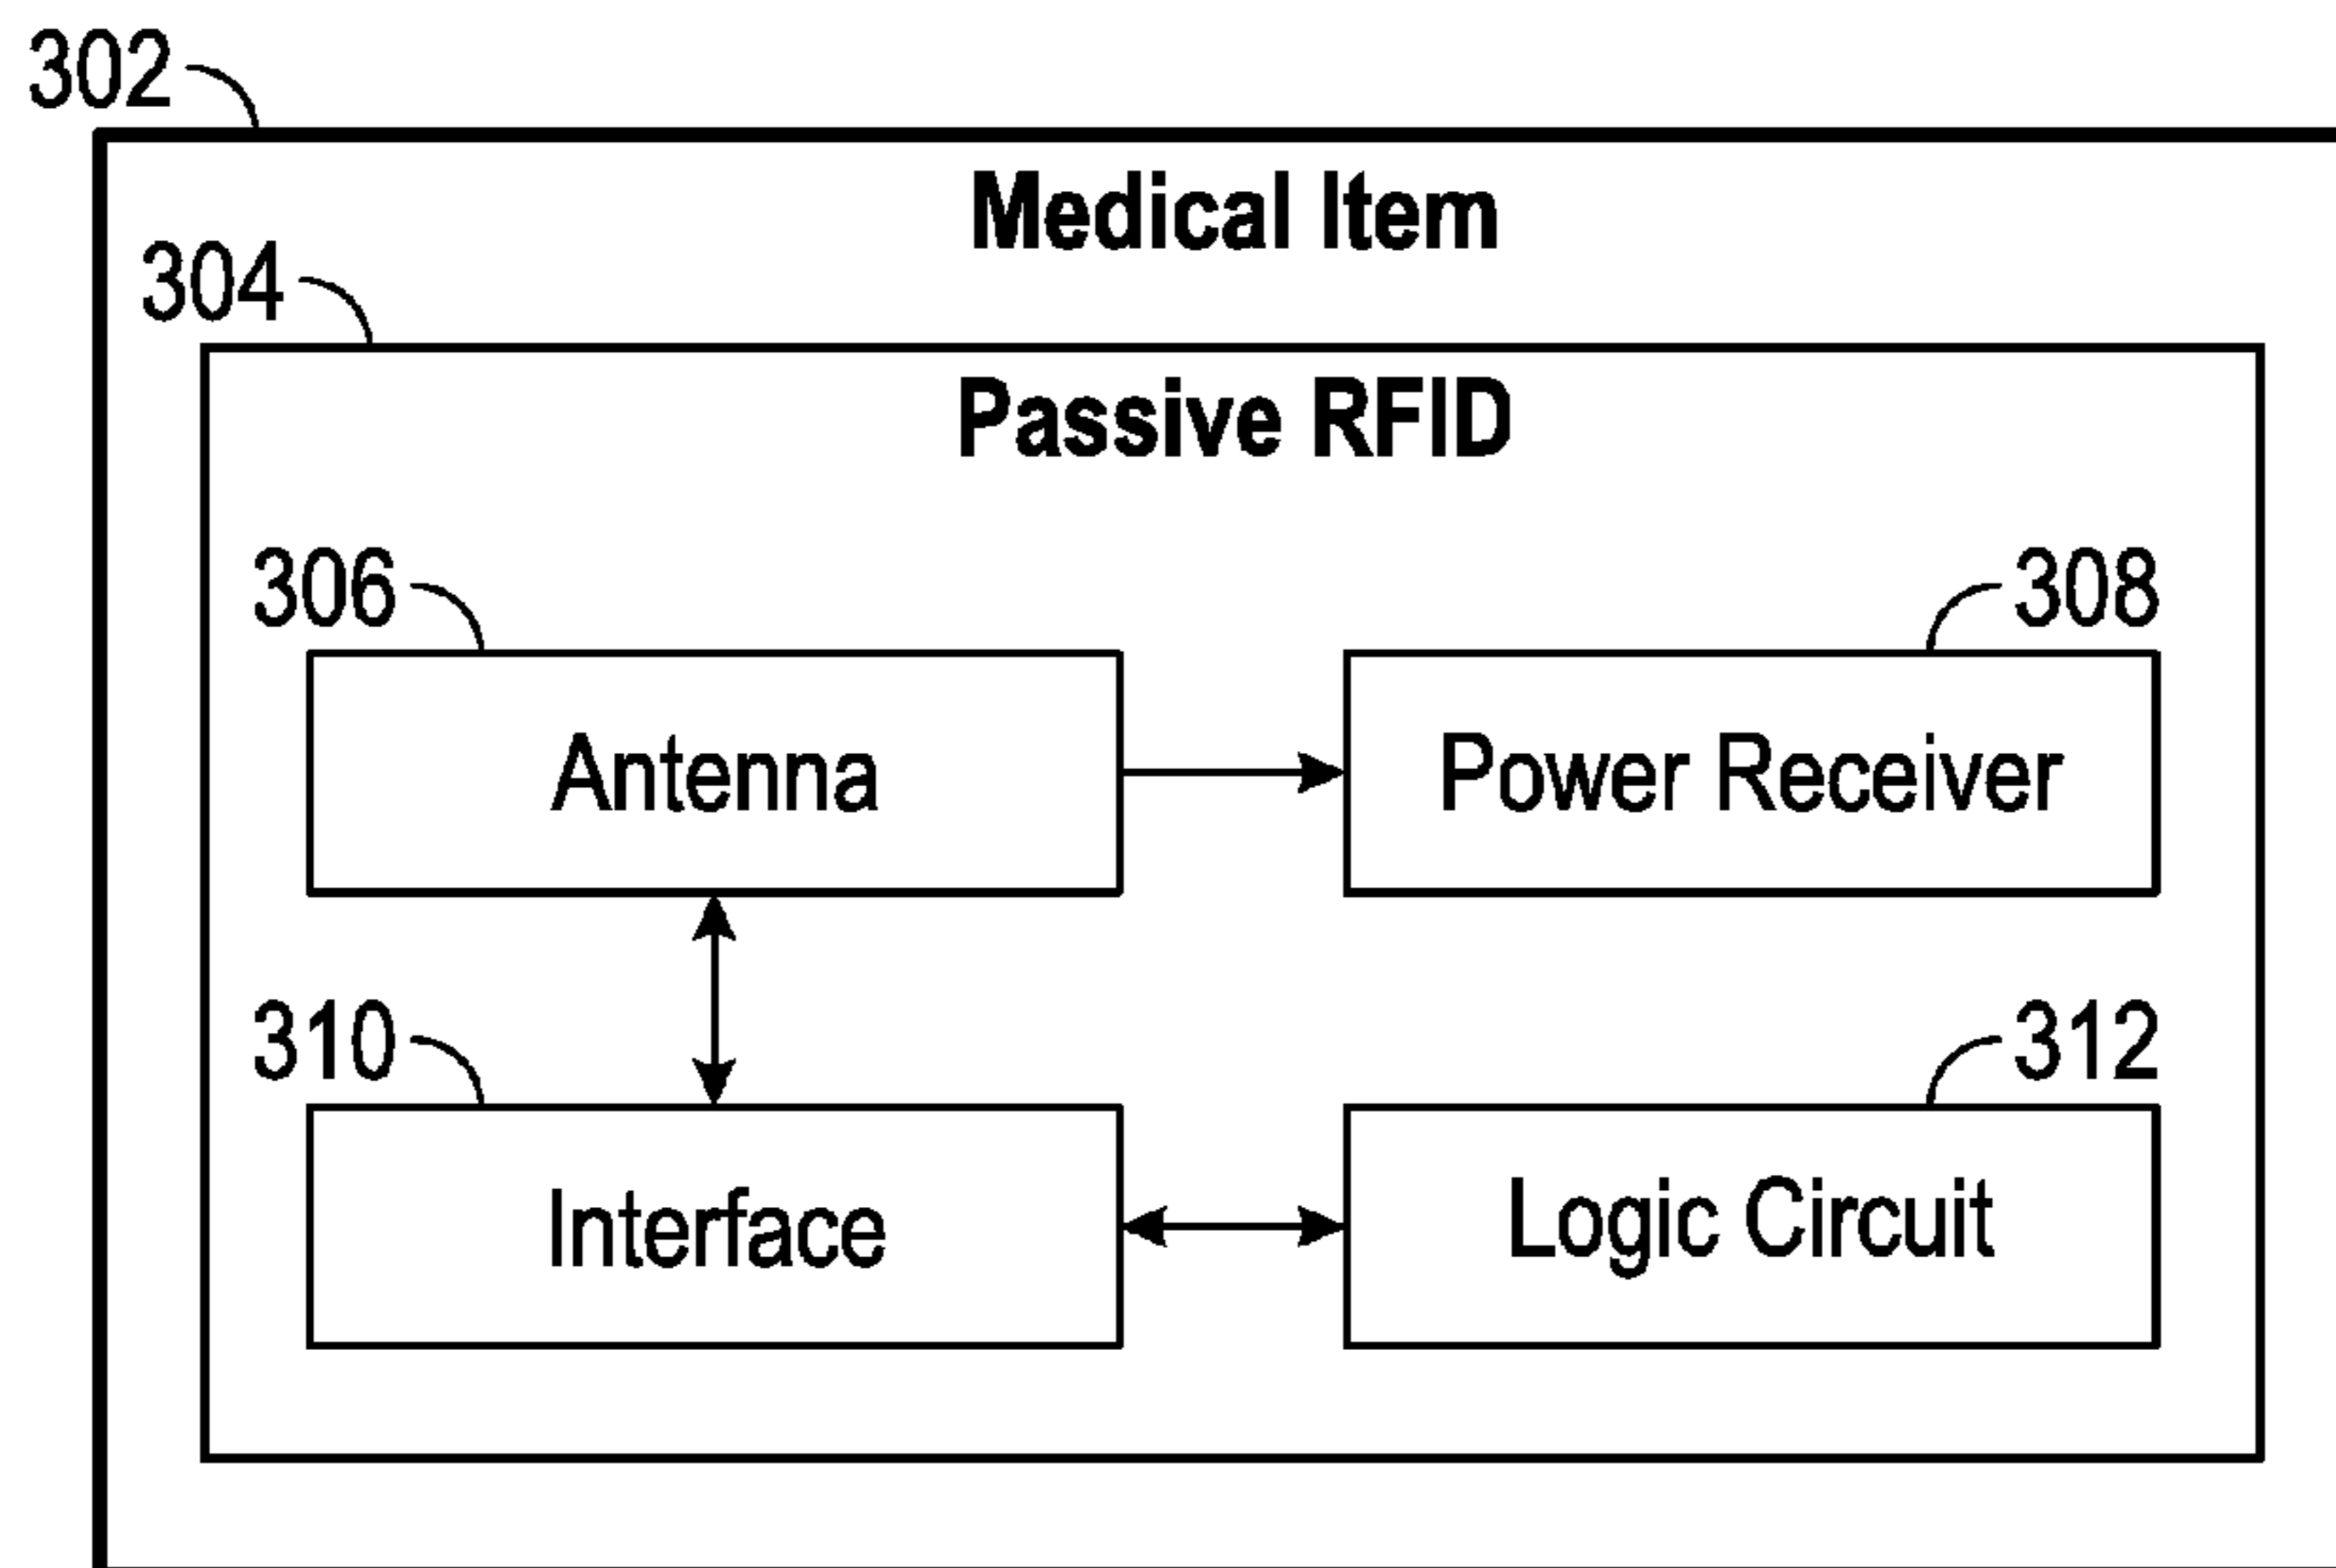 302
Medical Item
304
Passive RFID
306
308
Antenna
Power Receiver
310
312
Interface
Logic Circuit